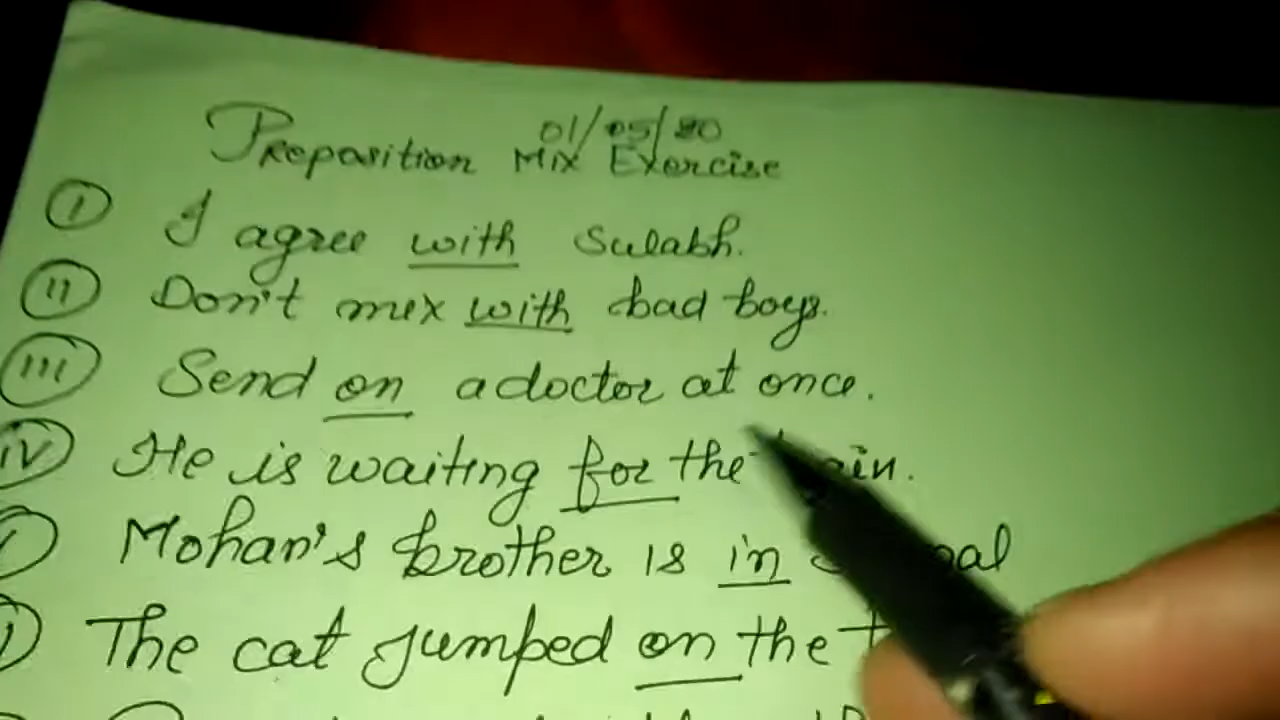 01/05/20
Preposition Mix Exercise
I I agree with Sulabh.
II Don't mix with bad boys.
III Send on a doctor at once.
IV He is waiting for the
Mohan's brother is in
The cat jumped on the